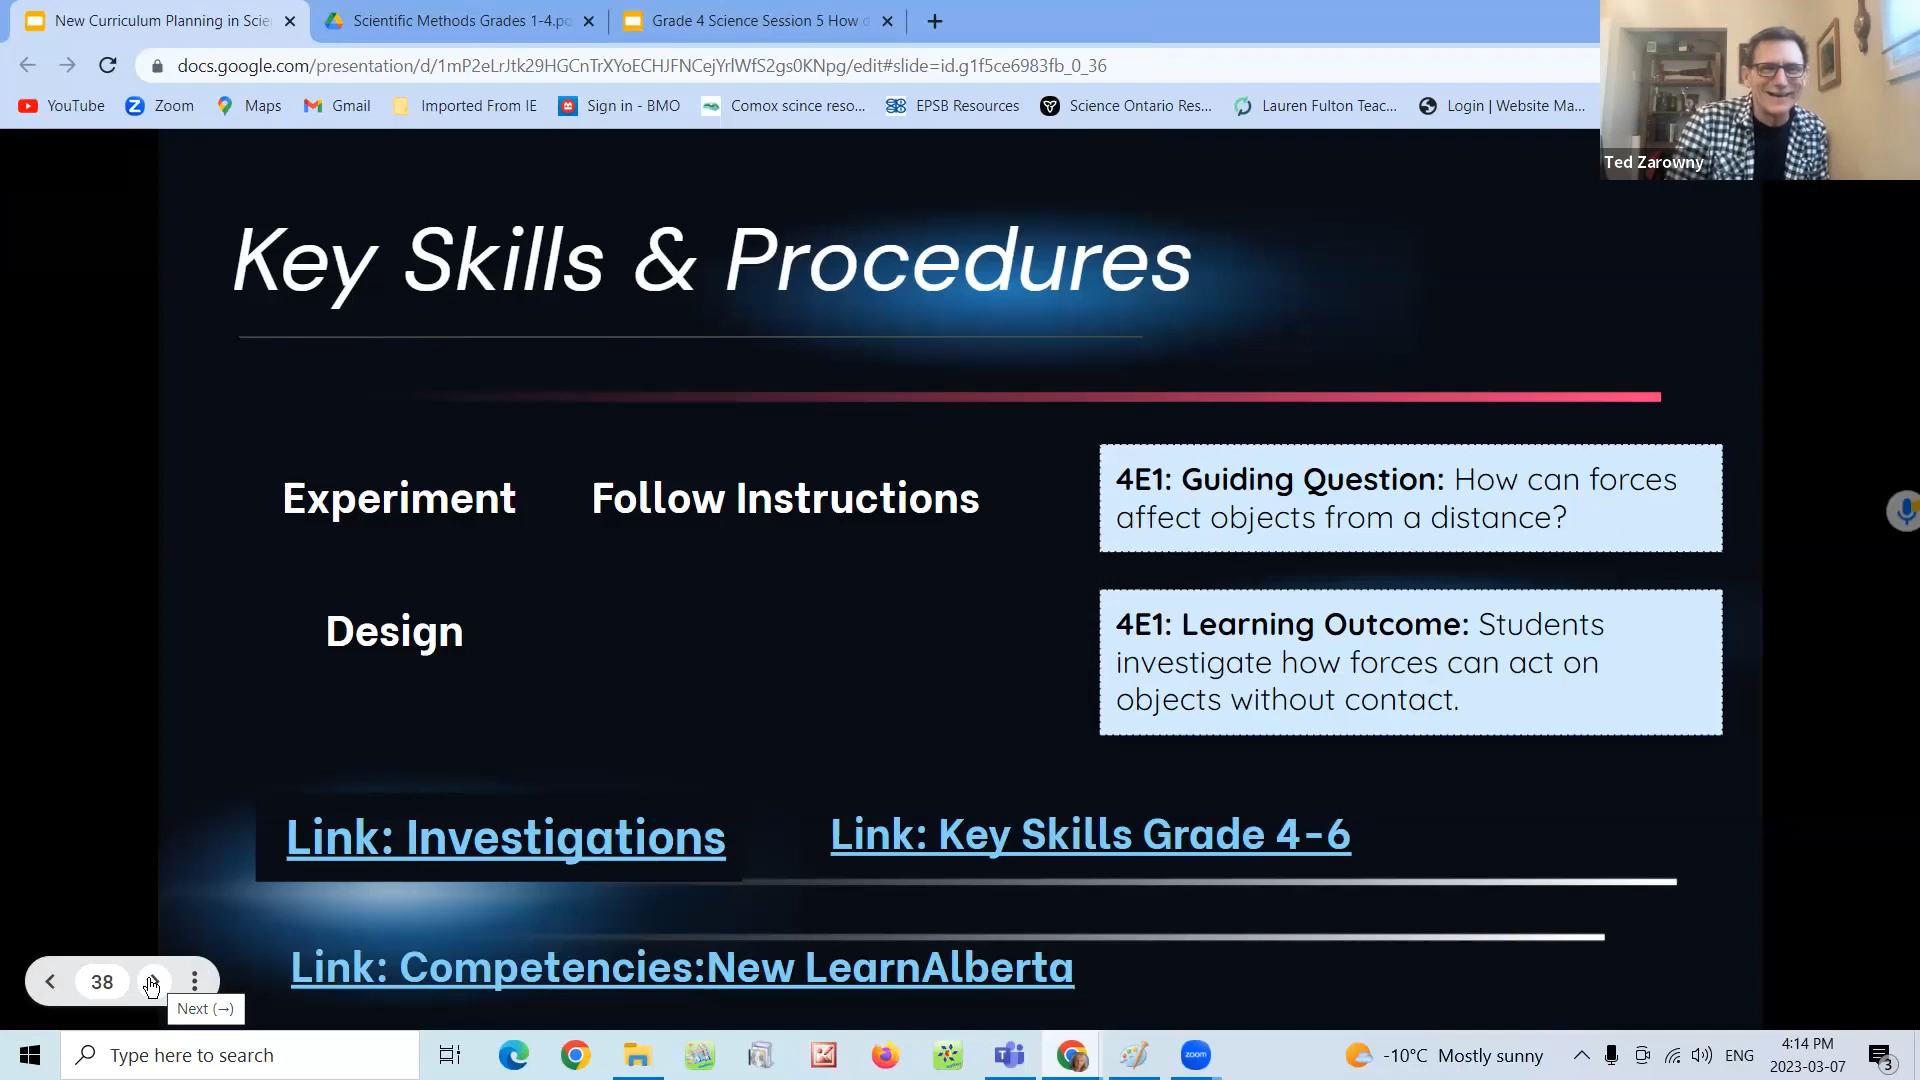 New Curriculum Planning in Scie
Scientific Methods Grades 1-4.po
Grade 4 Science Session 5 How d
docs.google.com/presentation/d/1mP2eLrJtk29HGCnTrXYoECHJFNCejYrlWfS2gs0KNpg/edit#slide=id.g1f5ce6983fb_0_36
YouTube Zoom Maps Gmail Imported From IE Sign in - BMO Comox scince reso... EPSB Resources Science Ontario Res... Lauren Fulton Teac... Login | Website Ma...
Ted Zarowny
Key Skills & Procedures
Experiment Follow Instructions
Design
4E1: Guiding Question: How can forces
affect objects from a distance?
4E1: Learning Outcome: Students
investigate how forces can act on
objects without contact.
Link: Investigations
Link: Key Skills Grade 4-6
Link: Competencies:New LearnAlberta
38
Next (→)
Type here to search
zoom
-10°C Mostly sunny
ENG
4:14 PM
2023-03-07
3